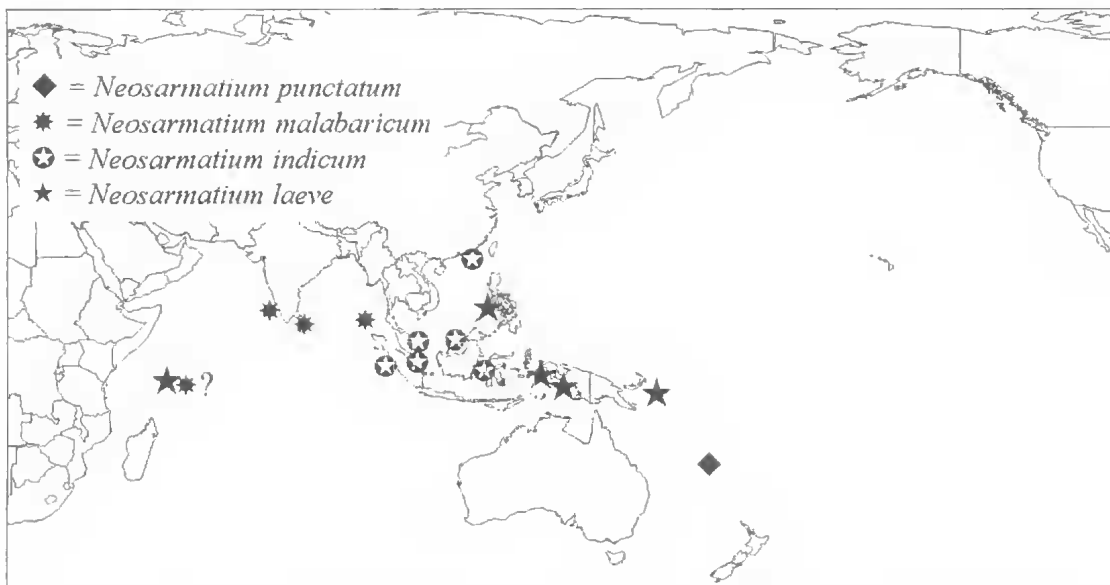 ◆ = Neosarmatium punctatum
✸ = Neosarmatium malabaricum
✪ = Neosarmatium indicum
★ = Neosarmatium laeve
?